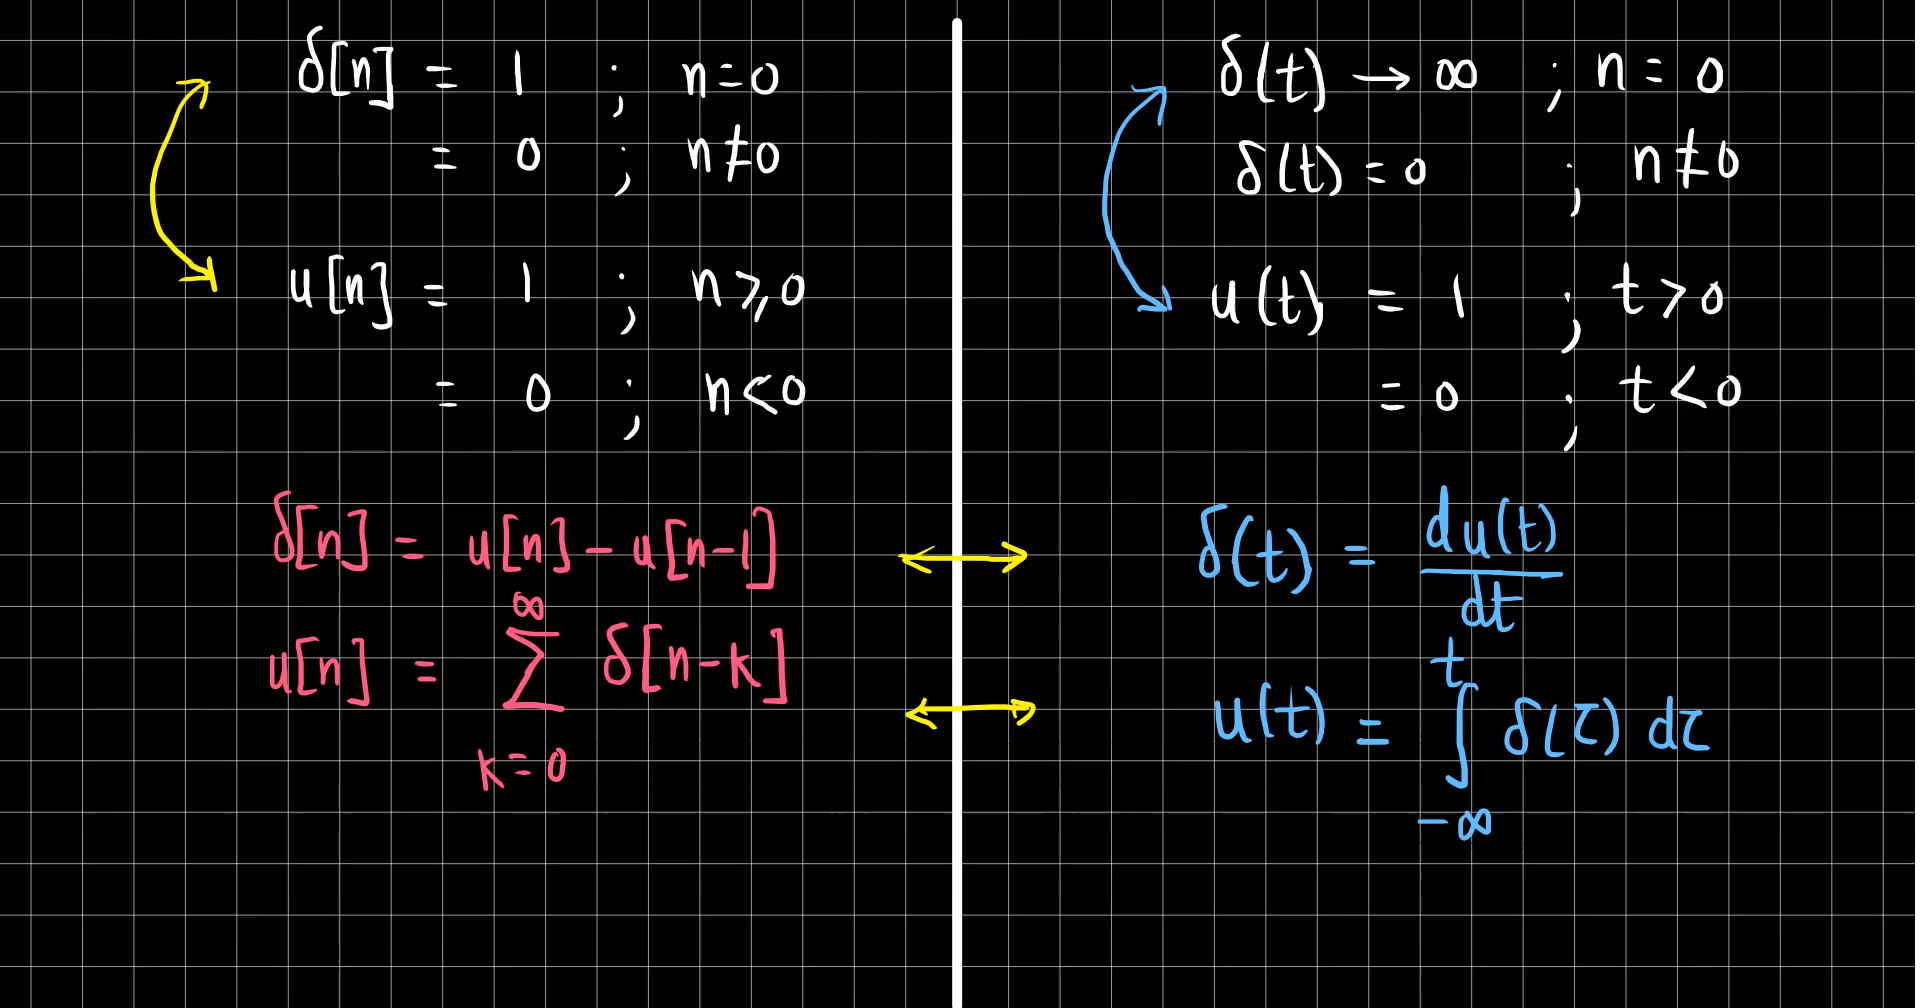 δ[n] = 1 ; n=0
= 0 ; n≠0
u[n] = 1 ; n⩾0
= 0 ; n<0
δ[n] = u[n] - u[n-1]
∞
u[n] = Σ δ[n-k]
k=0
δ(t) → ∞ ; n = 0
δ(t) = 0 ; n≠0
u(t) = 1 ; t>0
= 0 ; t<0
δ(t) = du(t)/dt
t
u(t) = ∫ δ(τ) dτ
-∞